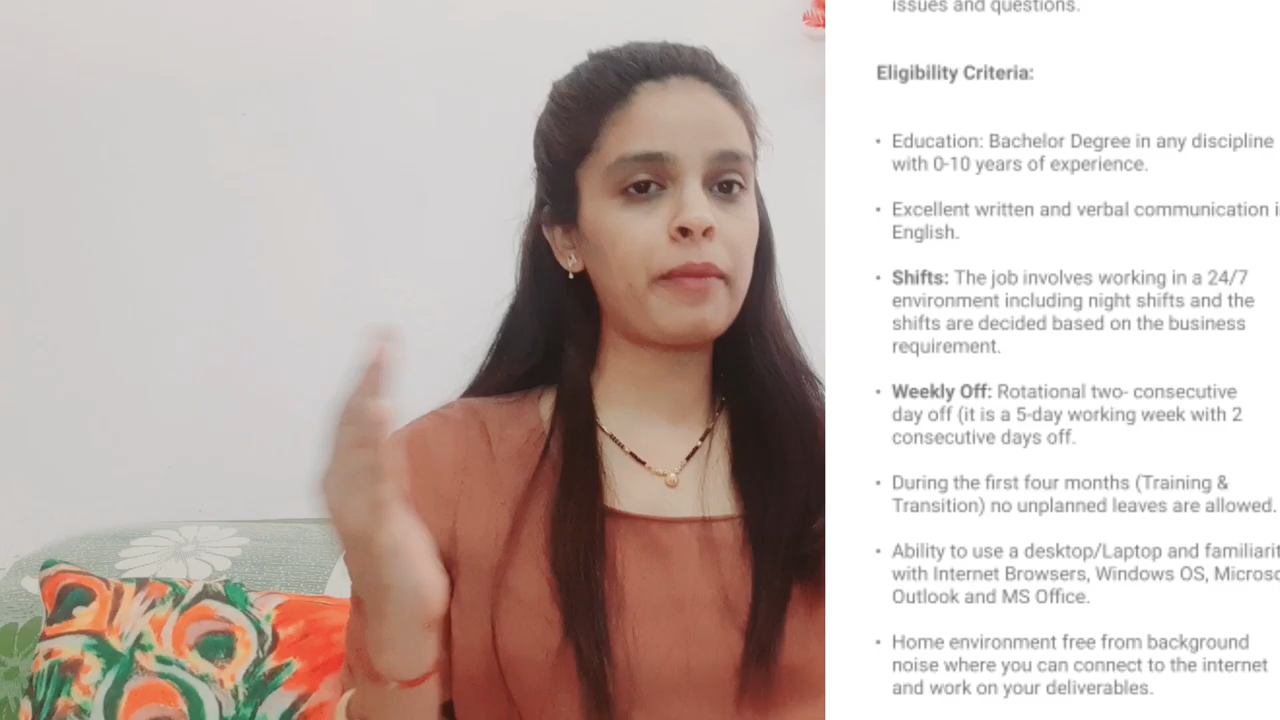 issues and questions.
Eligibility Criteria:
• Education: Bachelor Degree in any discipline
with 0-10 years of experience.
• Excellent written and verbal communication
English.
• Shifts: The job involves working in a 24/7
environment including night shifts and the
shifts are decided based on the business
requirement.
• Weekly Off: Rotational two- consecutive
day off (it is a 5-day working week with 2
consecutive days off.
• During the first four months (Training &
Transition) no unplanned leaves are allowed.
• Ability to use a desktop/Laptop and
with Internet Browsers, Windows OS,
Outlook and MS Office.
• Home environment free from background
noise where you can connect to the internet
and work on your deliverables.